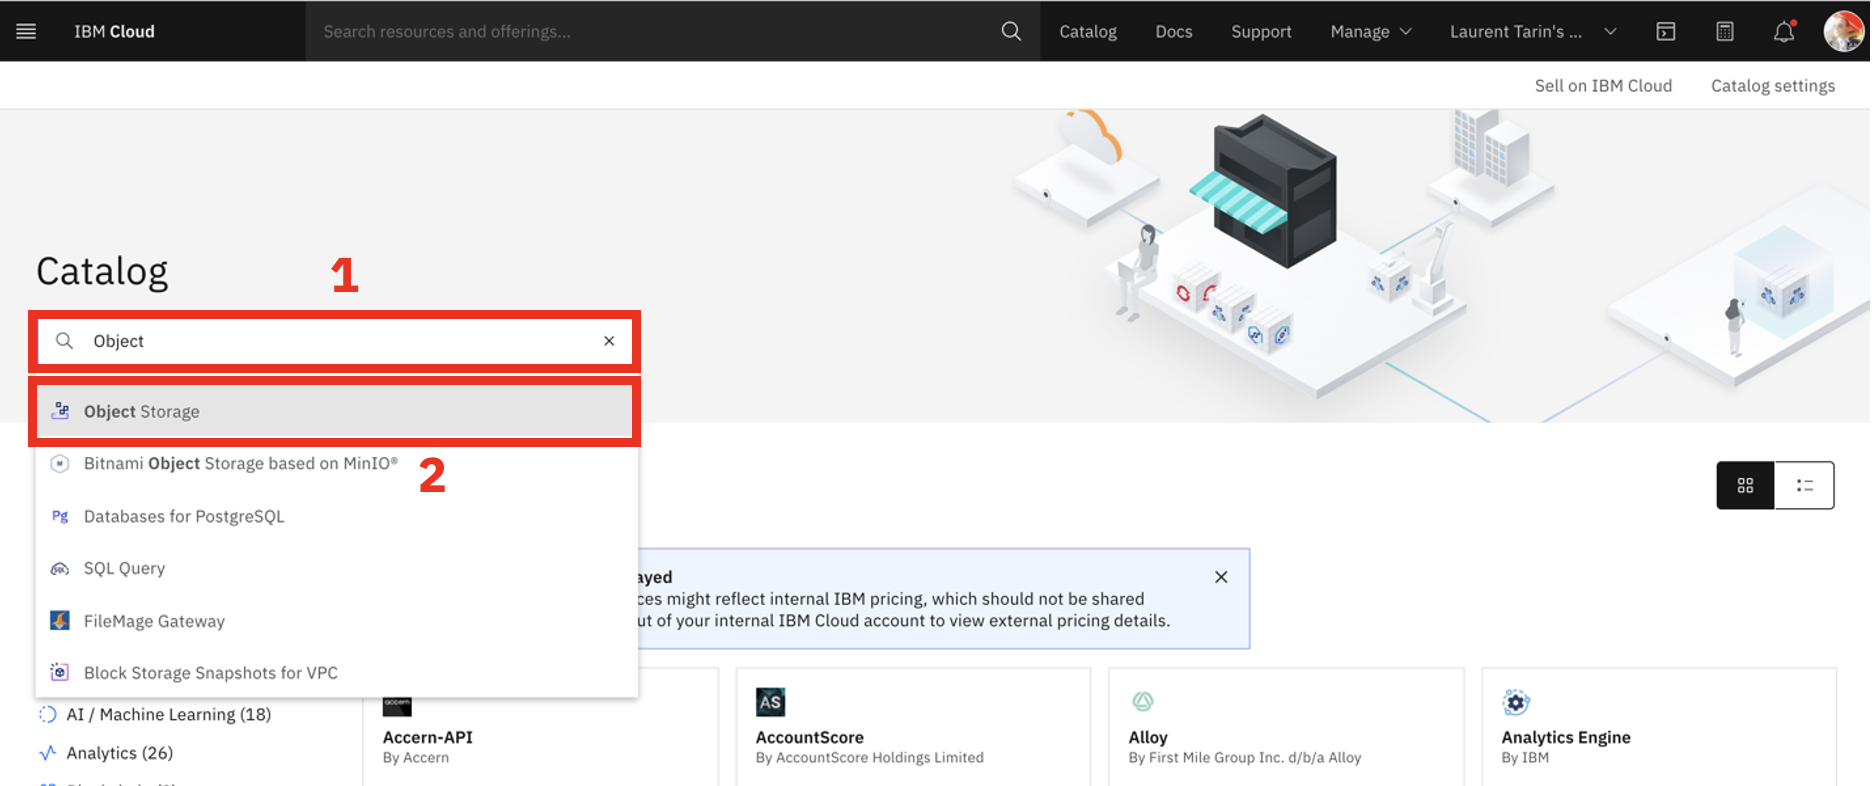 IBM Cloud
Search resources and offerings...
Catalog
Docs
Support
Manage
Laurent Tarin's ...
Sell on IBM Cloud
Catalog settings
Catalog
1
Object
Object Storage
Bitnami Object Storage based on MinIO®
2
Pg Databases for PostgreSQL
SQL SQL Query
FileMage Gateway
Block Storage Snapshots for VPC
ayed
ces might reflect internal IBM pricing, which should not be shared
ut of your internal IBM Cloud account to view external pricing details.
AI / Machine Learning (18)
Analytics (26)
accern
Accern-API
By Accern
AS
AccountScore
By AccountScore Holdings Limited
Alloy
By First Mile Group Inc. d/b/a Alloy
Analytics Engine
By IBM